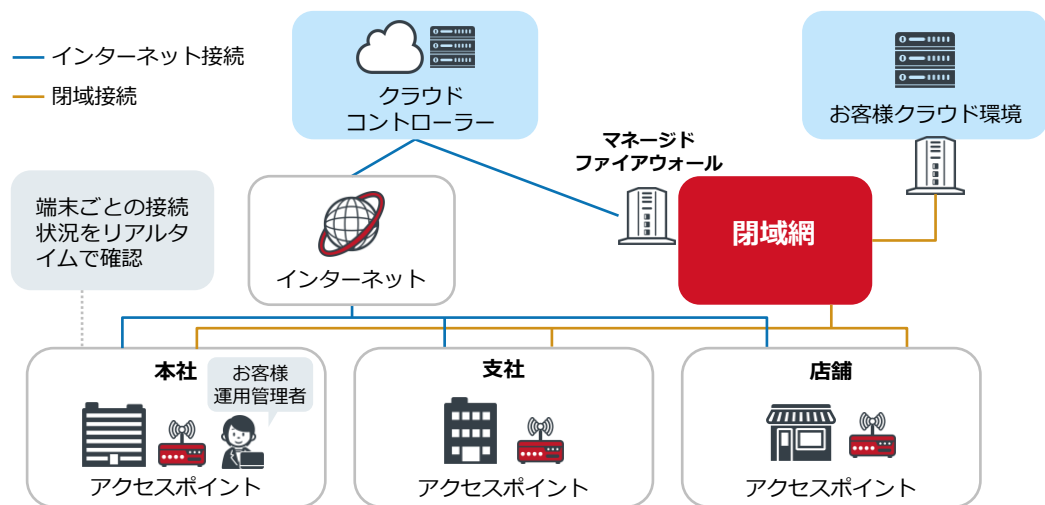 インターネット接続
閉域接続
クラウド
コントローラー
お客様クラウド環境
マネージド
ファイアウォール
端末ごとの接続
状況をリアルタ
イムで確認
インターネット
閉域網
本社
お客様
運用管理者
アクセスポイント
支社
アクセスポイント
店舗
アクセスポイント